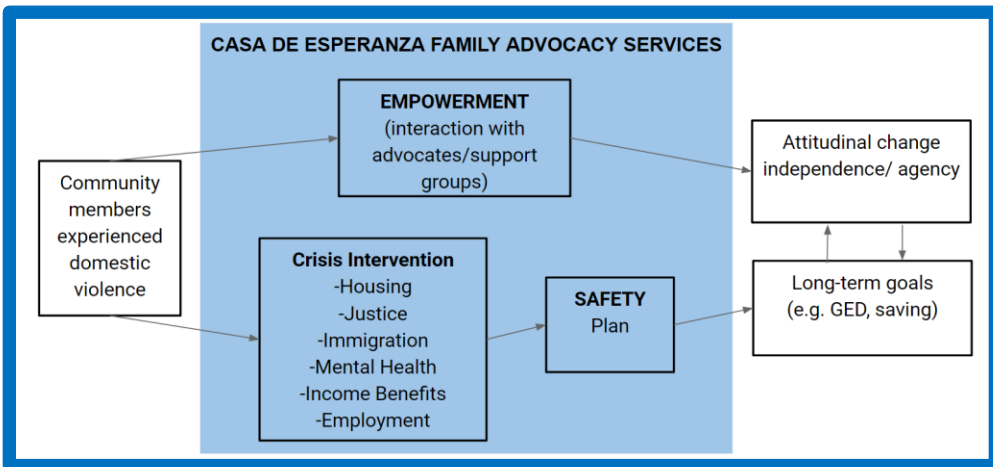 CASA DE ESPERANZA FAMILY ADVOCACY SERVICES
EMPOWERMENT
(interaction with
advocates/support
groups)
Community
members
experienced
domestic
violence
Crisis Intervention
-Housing
-Justice
-Immigration
-Mental Health
-Income Benefits
-Employment
SAFETY
Plan
Attitudinal change
independence/ agency
Long-term goals
(e.g. GED, saving)